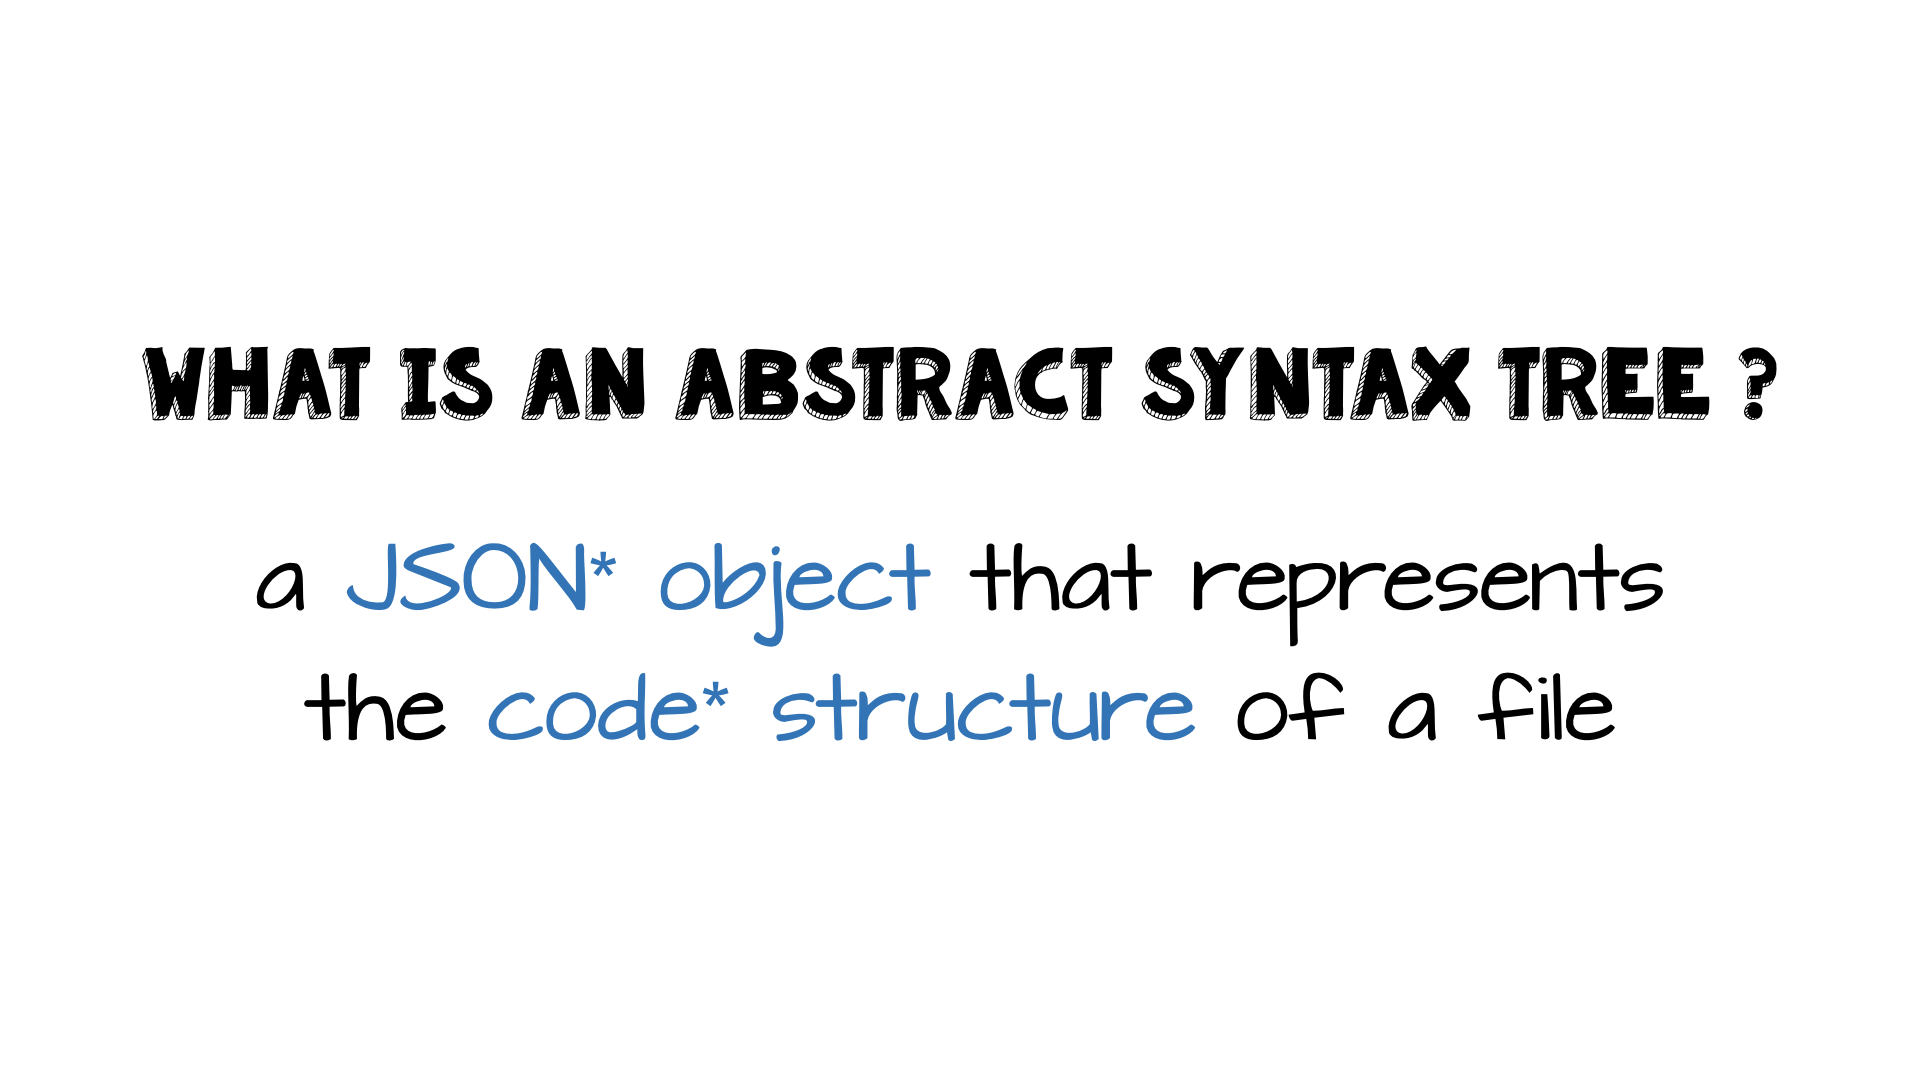 WHAT IS AN ABSTRACT SYNTAX TREE ?
a JSON* object that represents
the code* structure of a file